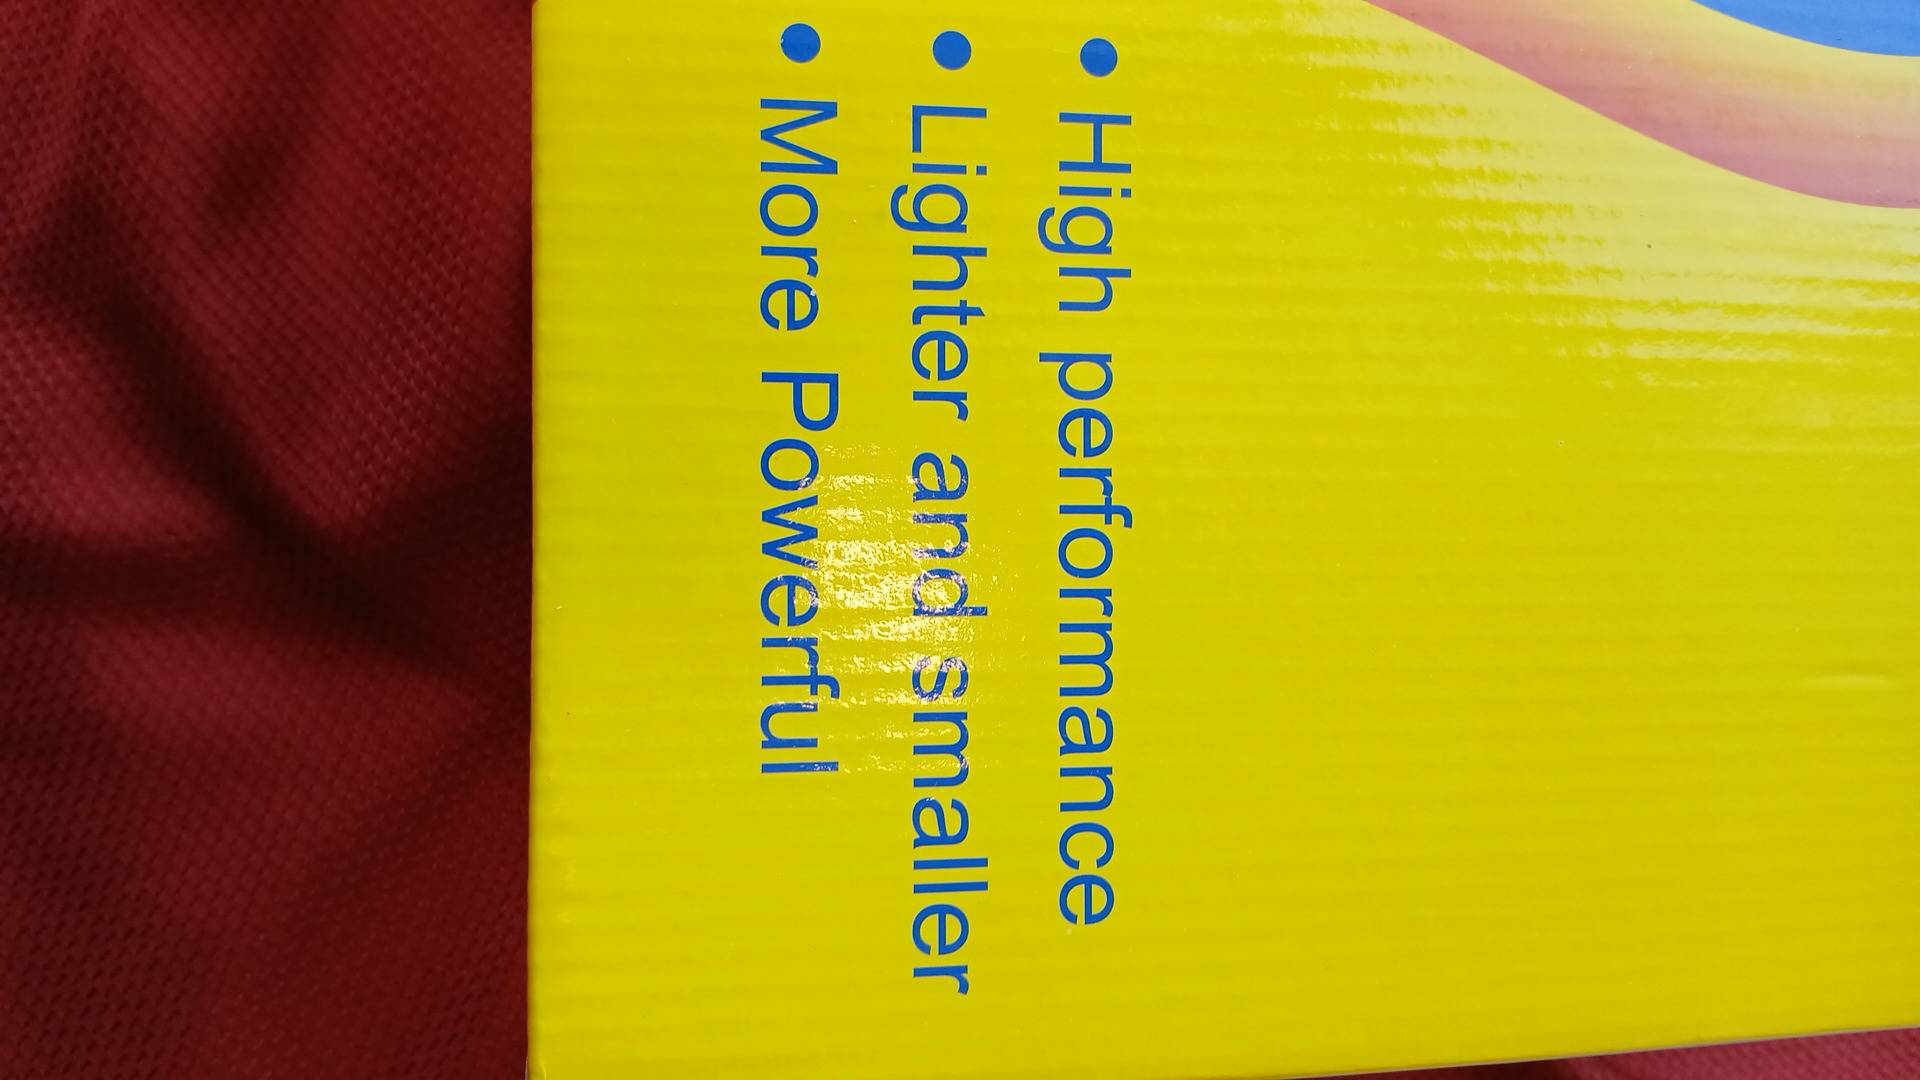 • High performance
• Lighter and smaller
• More Powerful